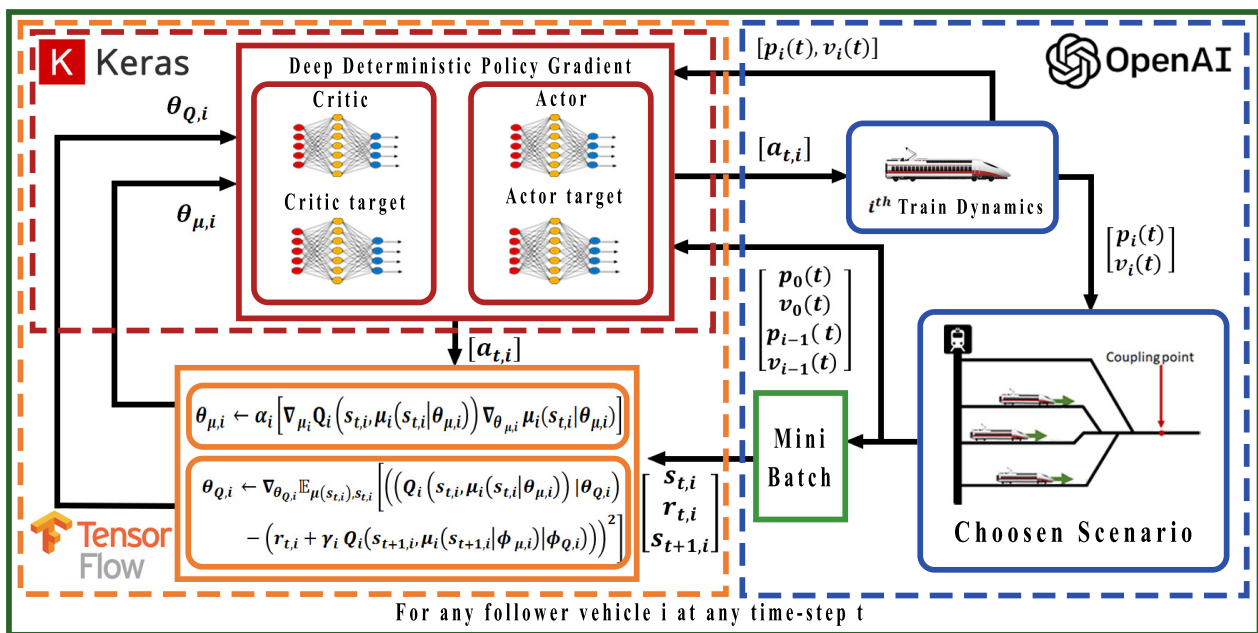 K Keras
Deep Deterministic Policy Gradient
Critic
Actor
Critic target
Actor target
θ_{Q,i}
θ_{μ,i}
[p_i(t), v_i(t)]
OpenAI
[a_{t,i}]
i^{th} Train Dynamics
[p_i(t)
v_i(t)]
[p_0(t)
v_0(t)
p_{i-1}(t)
v_{i-1}(t)]
[a_{t,i}]
θ_{μ,i} ← α_i [∇_{μ_i} Q_i (s_{t,i}, μ_i(s_{t,i}|θ_{μ,i})) ∇_{θ_{μ,i}} μ_i(s_{t,i}|θ_{μ,i})]
θ_{Q,i} ← ∇_{θ_{Q,i}} 𝔼_{μ(s_{t,i}),s_{t,i}} [(((Q_i (s_{t,i}, μ_i(s_{t,i}|θ_{μ,i})) |θ_{Q,i})
− (r_{t,i} + γ_i Q_i(s_{t+1,i}, μ_i(s_{t+1,i}|ϕ_{μ,i})|ϕ_{Q,i})))^2]
Tensor
Flow
Mini
Batch
[s_{t,i}
r_{t,i}
s_{t+1,i}]
Coupling point
Choosen Scenario
For any follower vehicle i at any time-step t